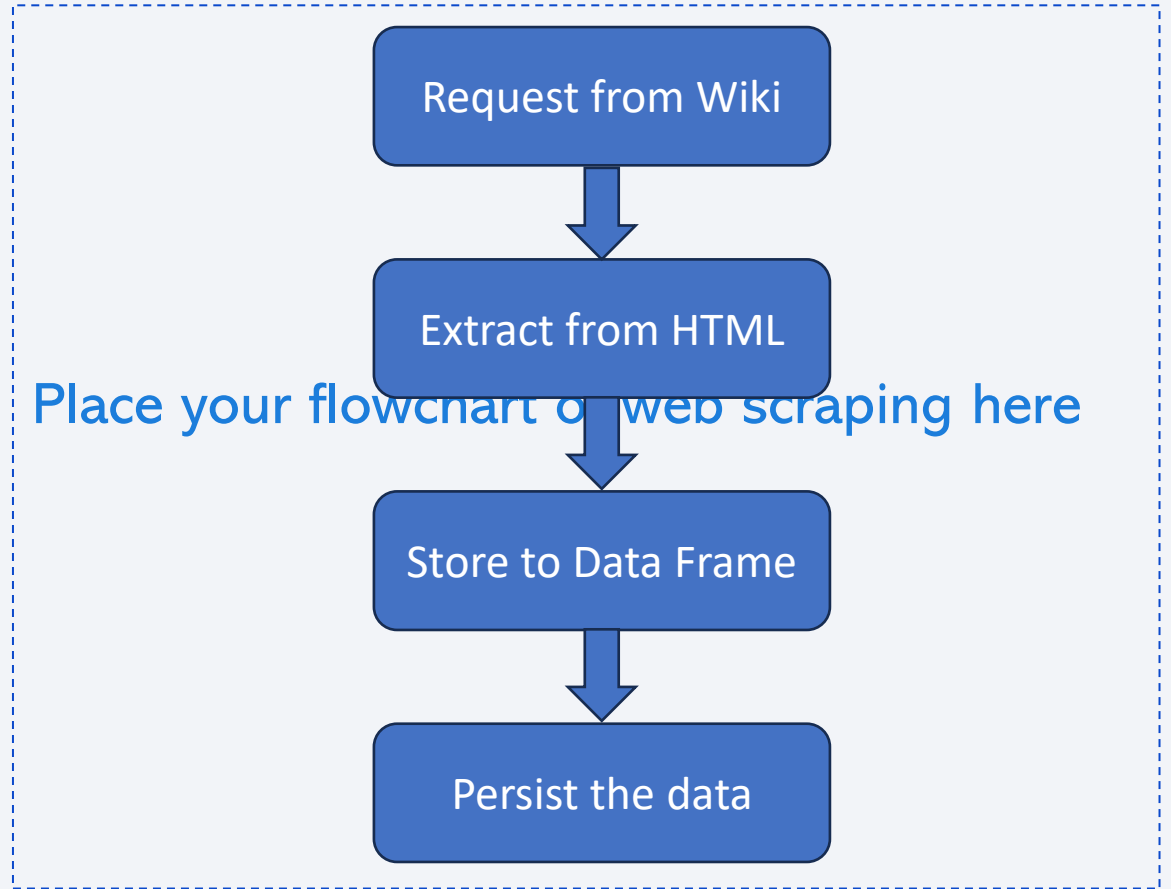 Request from Wiki
Extract from HTML
Place your flowchart of web scraping here
Store to Data Frame
Persist the data